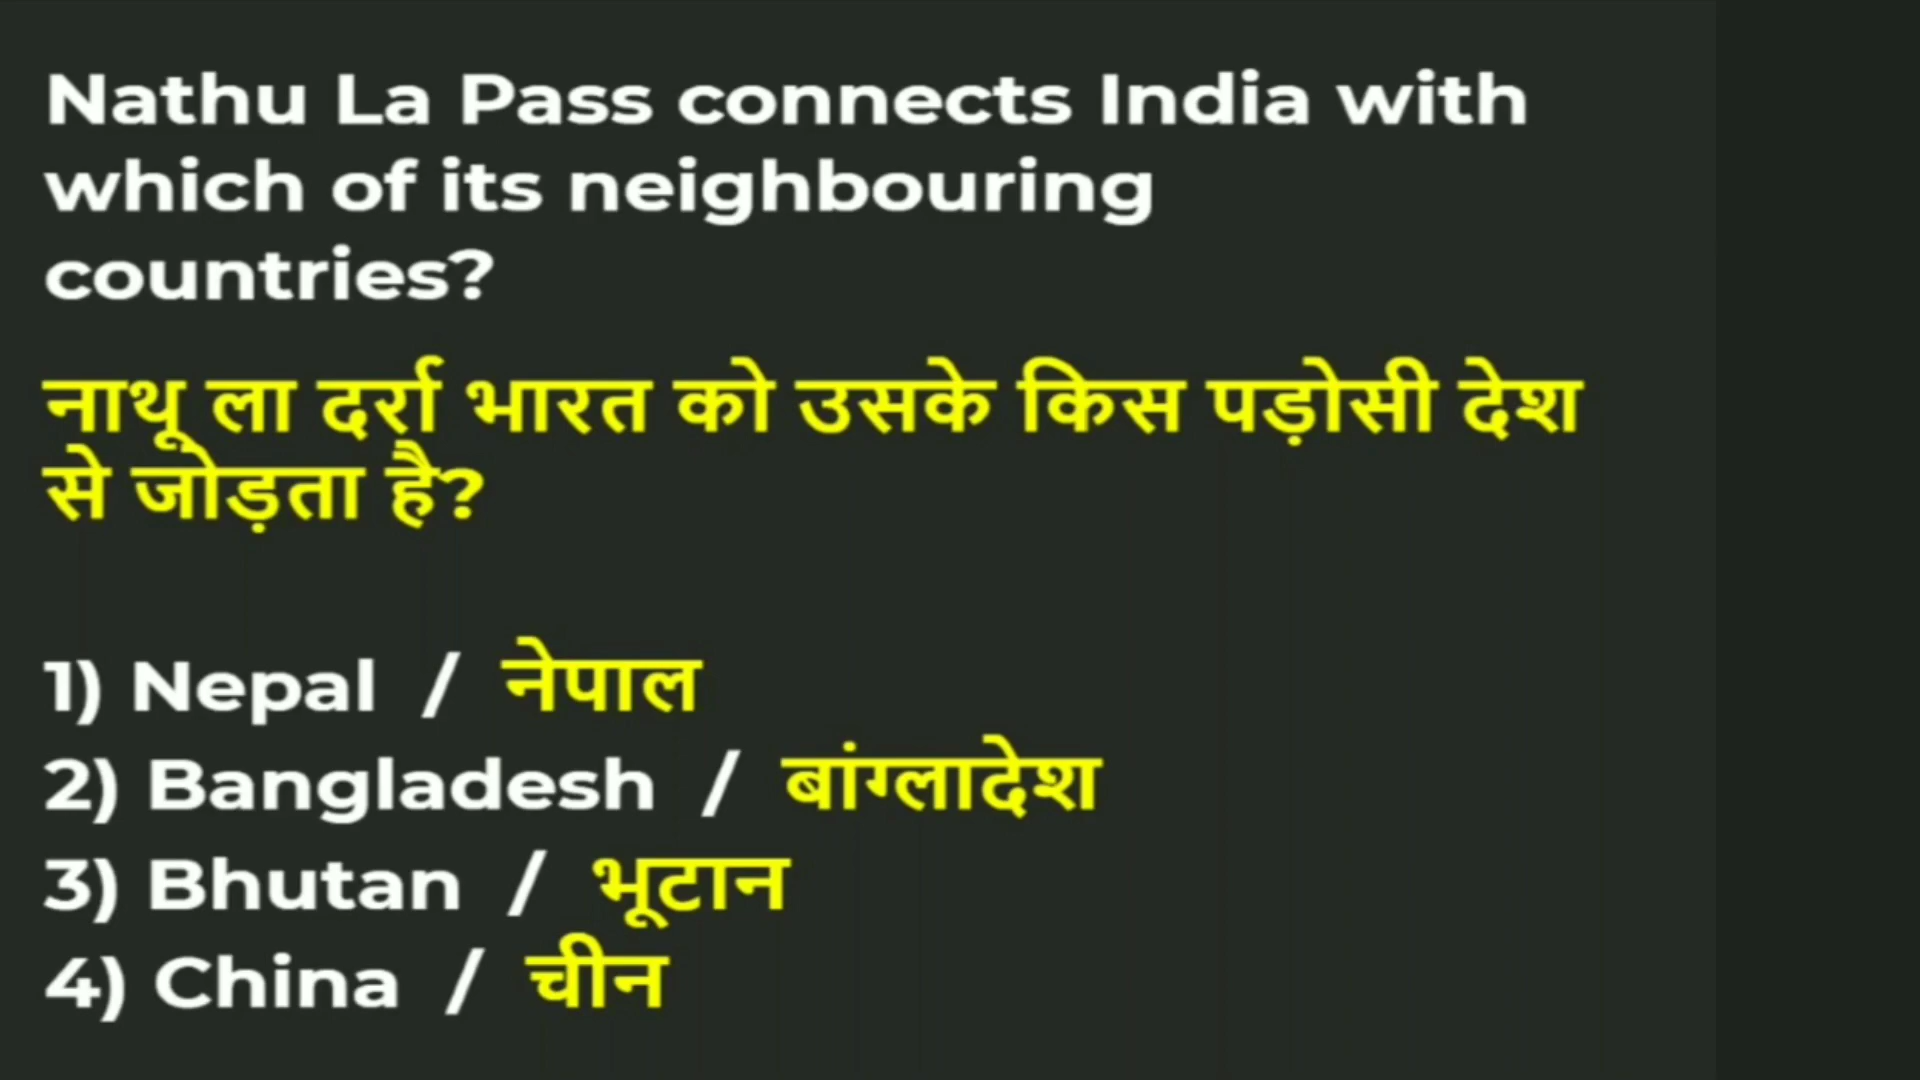 Nathu La Pass connects India with
which of its neighbouring
countries?
नाथू ला दर्रा भारत को उसके किस पड़ोसी देश
से जोड़ता है?
1) Nepal / नेपाल
2) Bangladesh / बांग्लादेश
3) Bhutan / भूटान
4) China / चीन